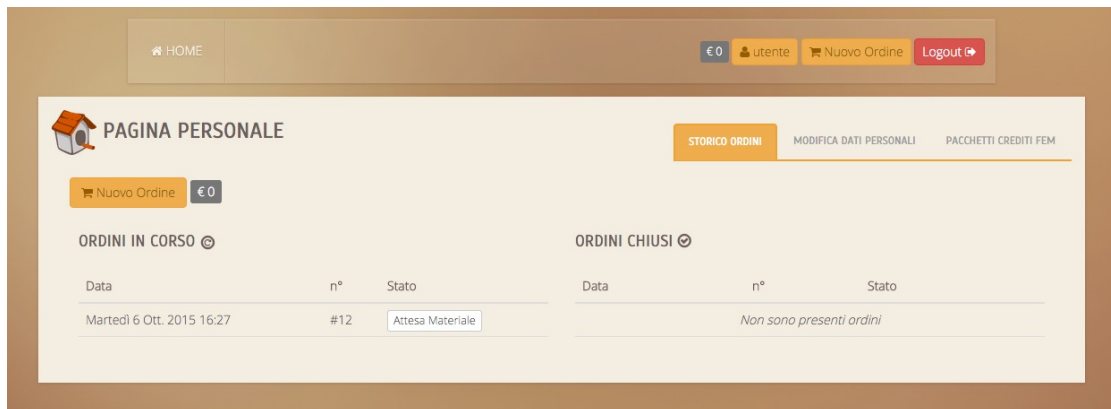 HOME
€ 0 utente Nuovo Ordine Logout
PAGINA PERSONALE
STORICO ORDINI MODIFICA DATI PERSONALI PACCHETTI CREDITI FEM
Nuovo Ordine € 0
ORDINI IN CORSO
Data n° Stato
Martedì 6 Ott. 2015 16:27 #12 Attesa Materiale
ORDINI CHIUSI
Data n° Stato
Non sono presenti ordini